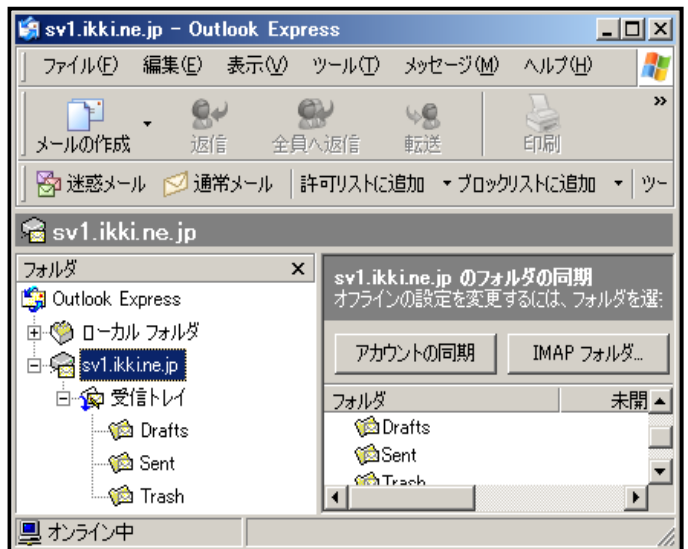 sv1.ikki.ne.jp - Outlook Express
ファイル(F) 編集(E) 表示(V) ツール(T) メッセージ(M) ヘルプ(H)
メールの作成 返信 全員へ返信 転送 印刷 »
迷惑メール 通常メール 許可リストに追加 ブロックリストに追加 ツー
sv1.ikki.ne.jp
フォルダ ×
Outlook Express
ローカル フォルダ
sv1.ikki.ne.jp
受信トレイ
Drafts
Sent
Trash
sv1.ikki.ne.jp のフォルダの同期
オフラインの設定を変更するには、フォルダを選
アカウントの同期 IMAP フォルダ...
フォルダ 未開
Drafts
Sent
Trash
オンライン中